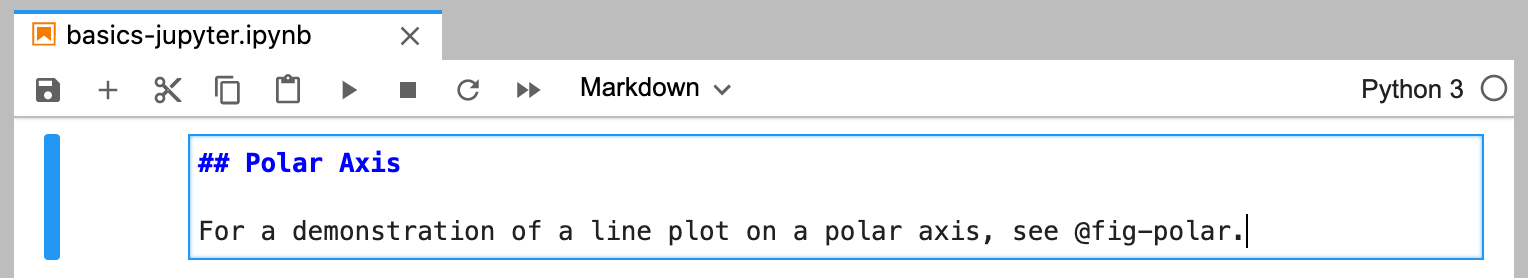 basics-jupyter.ipynb
Markdown
Python 3
## Polar Axis
For a demonstration of a line plot on a polar axis, see @fig-polar.